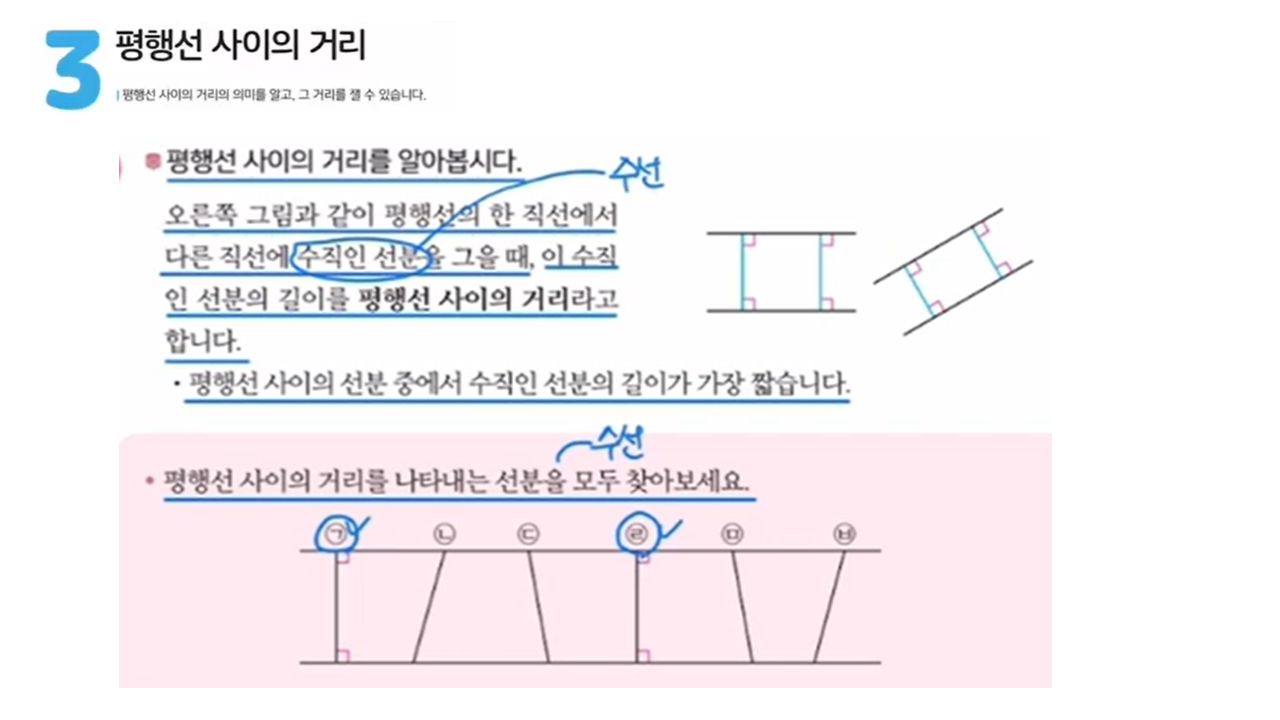 3 평행선 사이의 거리
평행선 사이의 거리의 의미를 알고, 그 거리를 잴 수 있습니다.
평행선 사이의 거리를 알아봅시다.
수선
오른쪽 그림과 같이 평행선의 한 직선에서
다른 직선에 수직인 선분을 그을 때, 이 수직
인 선분의 길이를 평행선 사이의 거리라고
합니다.
• 평행선 사이의 선분 중에서 수직인 선분의 길이가 가장 짧습니다.
수선
• 평행선 사이의 거리를 나타내는 선분을 모두 찾아보세요.
㉠ ㉡ ㉢ ㉣ ㉤ ㉥